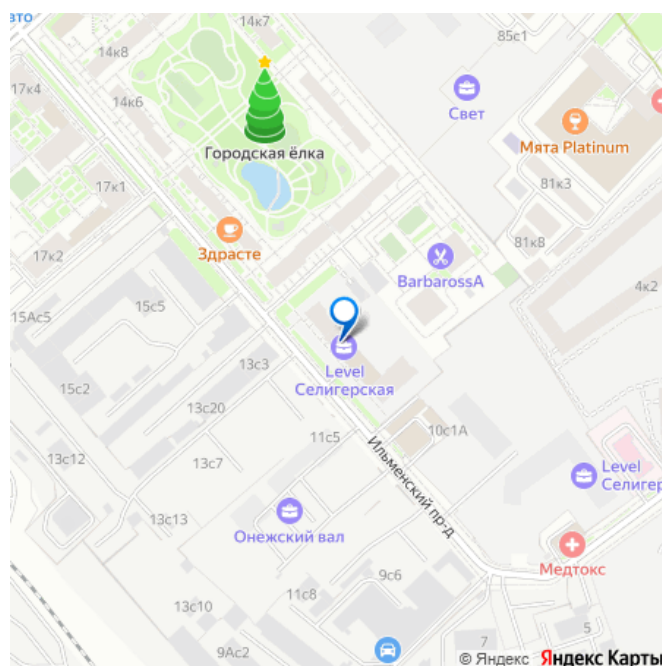 вто
14к7
85с1
14к8
17к4
Свет
14к6
Мята Platinum
Городская ёлка
17к1
81к3
Здрасте
81к8
17к2
BarbarossA
4к2
15Ас5
15с5
13с3
Level
Селигерская
15с2
13с20
10с1А
11с5
Ильменский пр-д
13с12
13с7
Level
Селигер
13с13
Онежский вал
Медтокс
9с6
11с8
13с10
5
7
9Ас2
© Яндекс Яндекс Карты